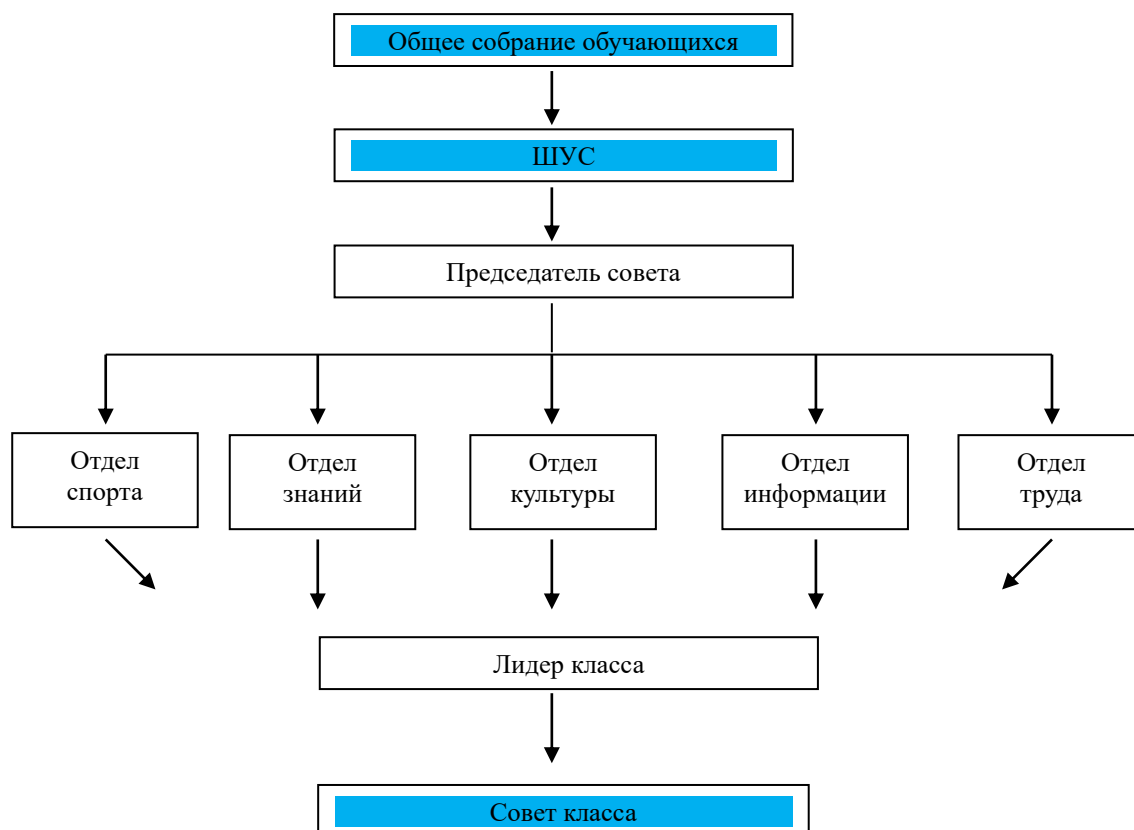 Общее собрание обучающихся
ШУС
Председатель совета
Отдел
спорта
Отдел
знаний
Отдел
культуры
Отдел
информации
Отдел
труда
Лидер класса
Совет класса